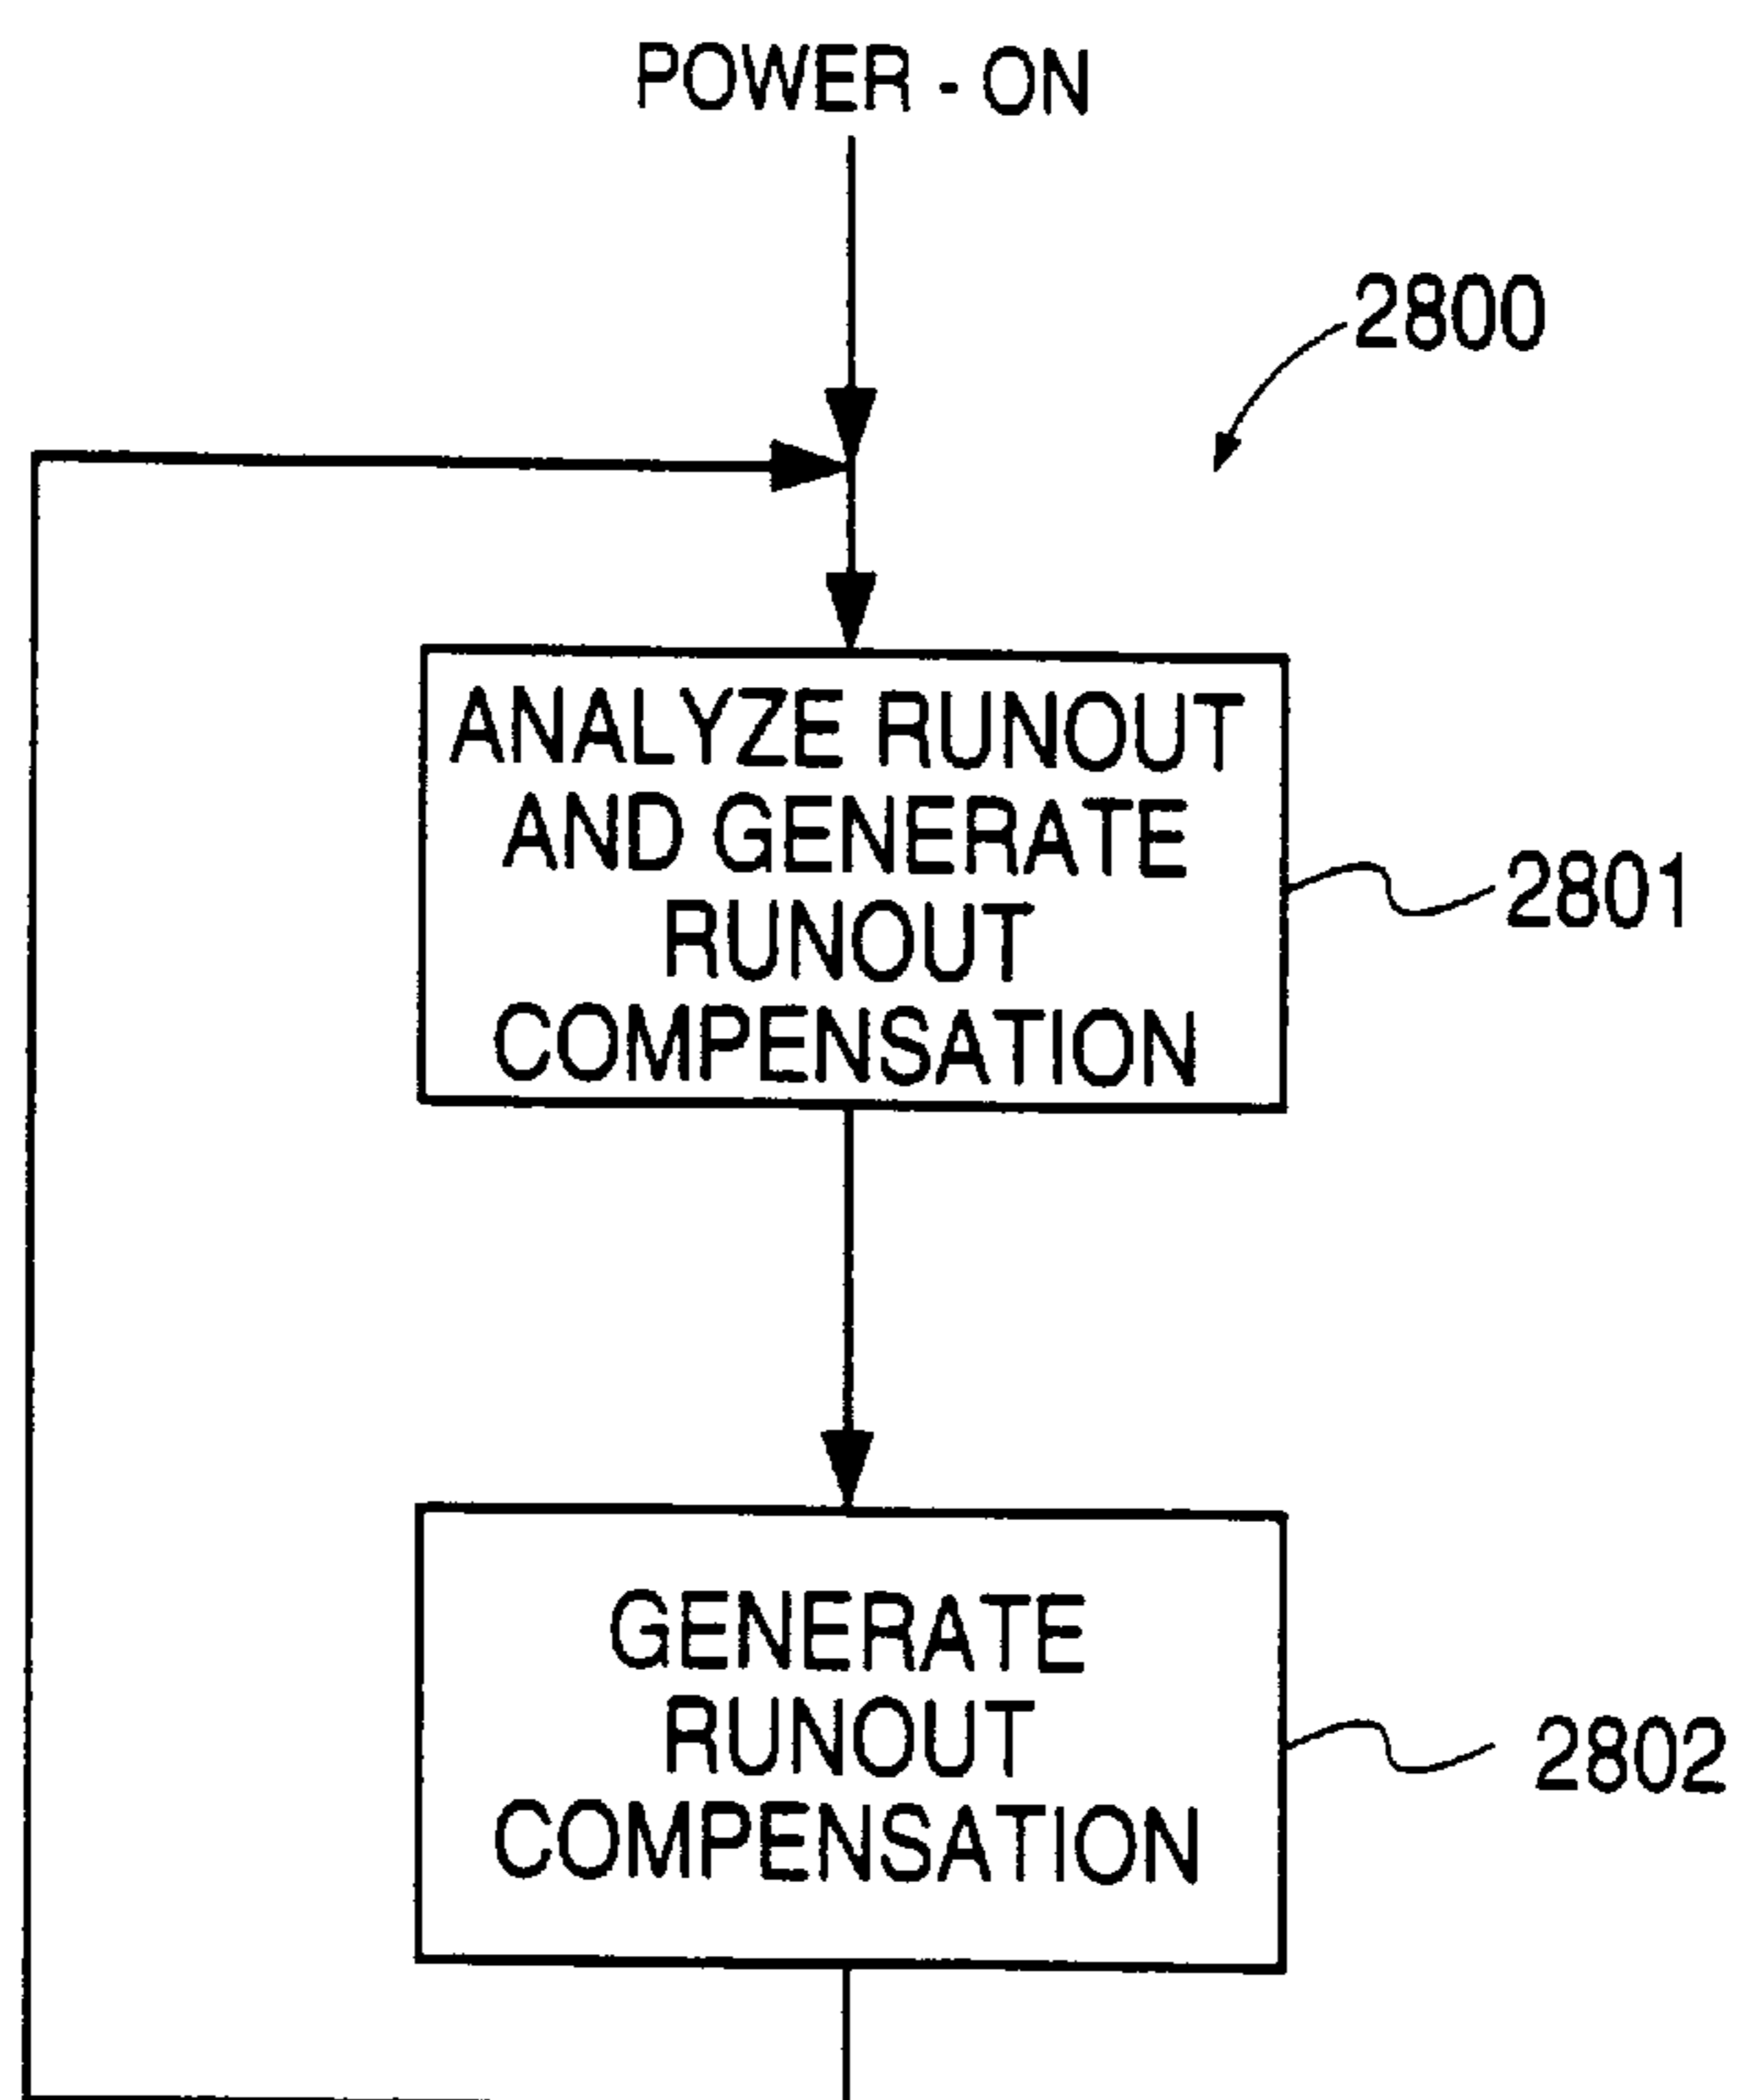 POWER - ON
2800
ANALYZE RUNOUT
AND GENERATE
RUNOUT
COMPENSATION
2801
GENERATE
RUNOUT
COMPENSATION
2802